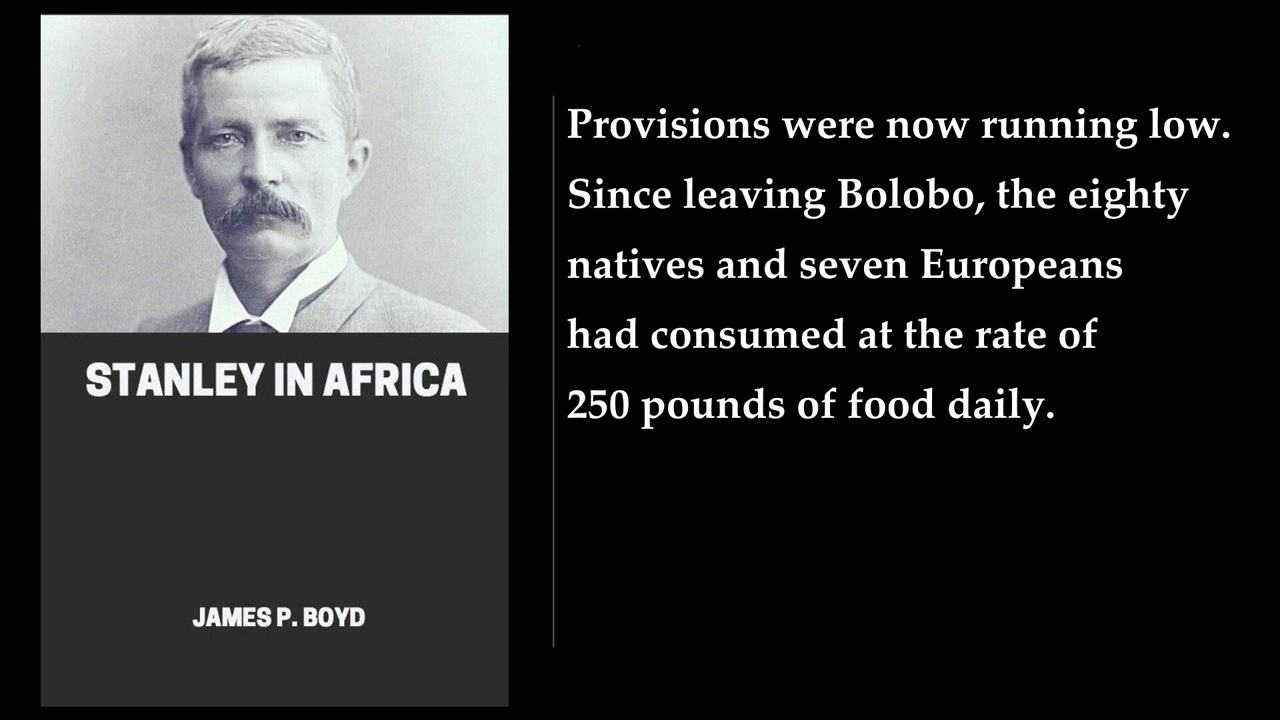 STANLEY IN AFRICA
JAMES P. BOYD
Provisions were now running low.
Since leaving Bolobo, the eighty
natives and seven Europeans
had consumed at the rate of
250 pounds of food daily.